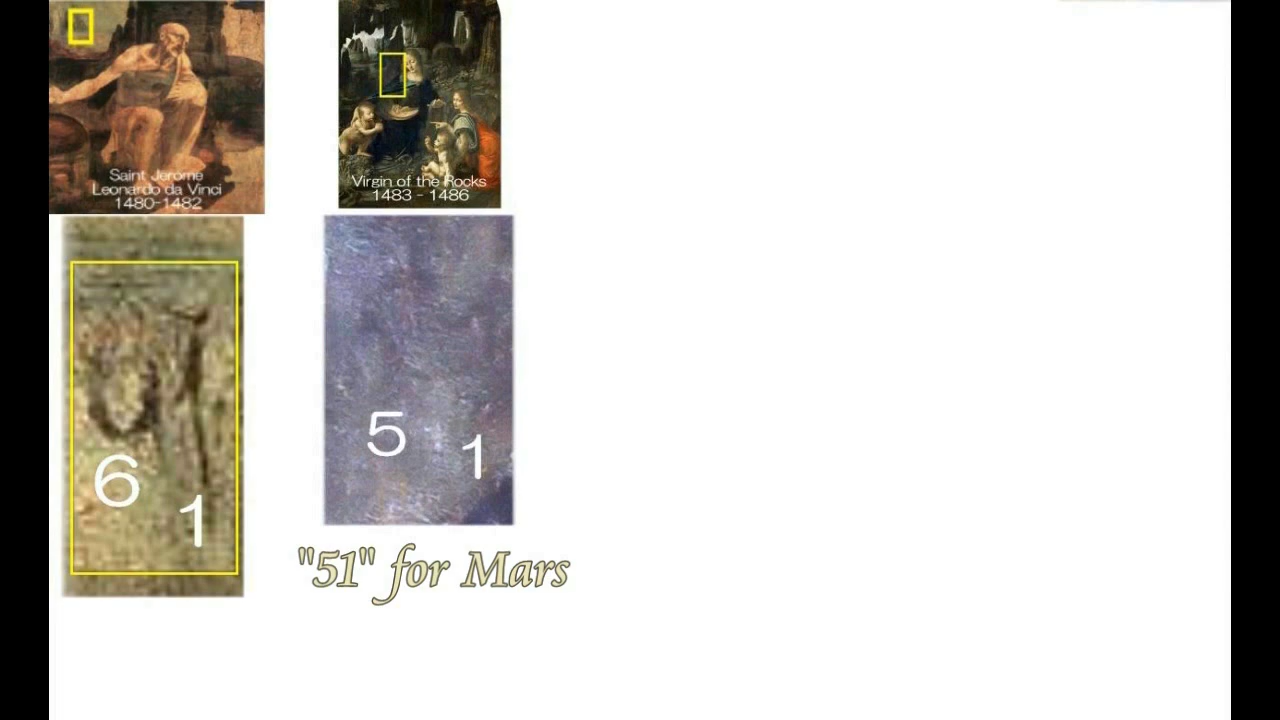 Saint Jerome
Leonardo da Vinci
1480-1482
Virgin of the Rocks
1483 - 1486
6
1
5
1
"51" for Mars